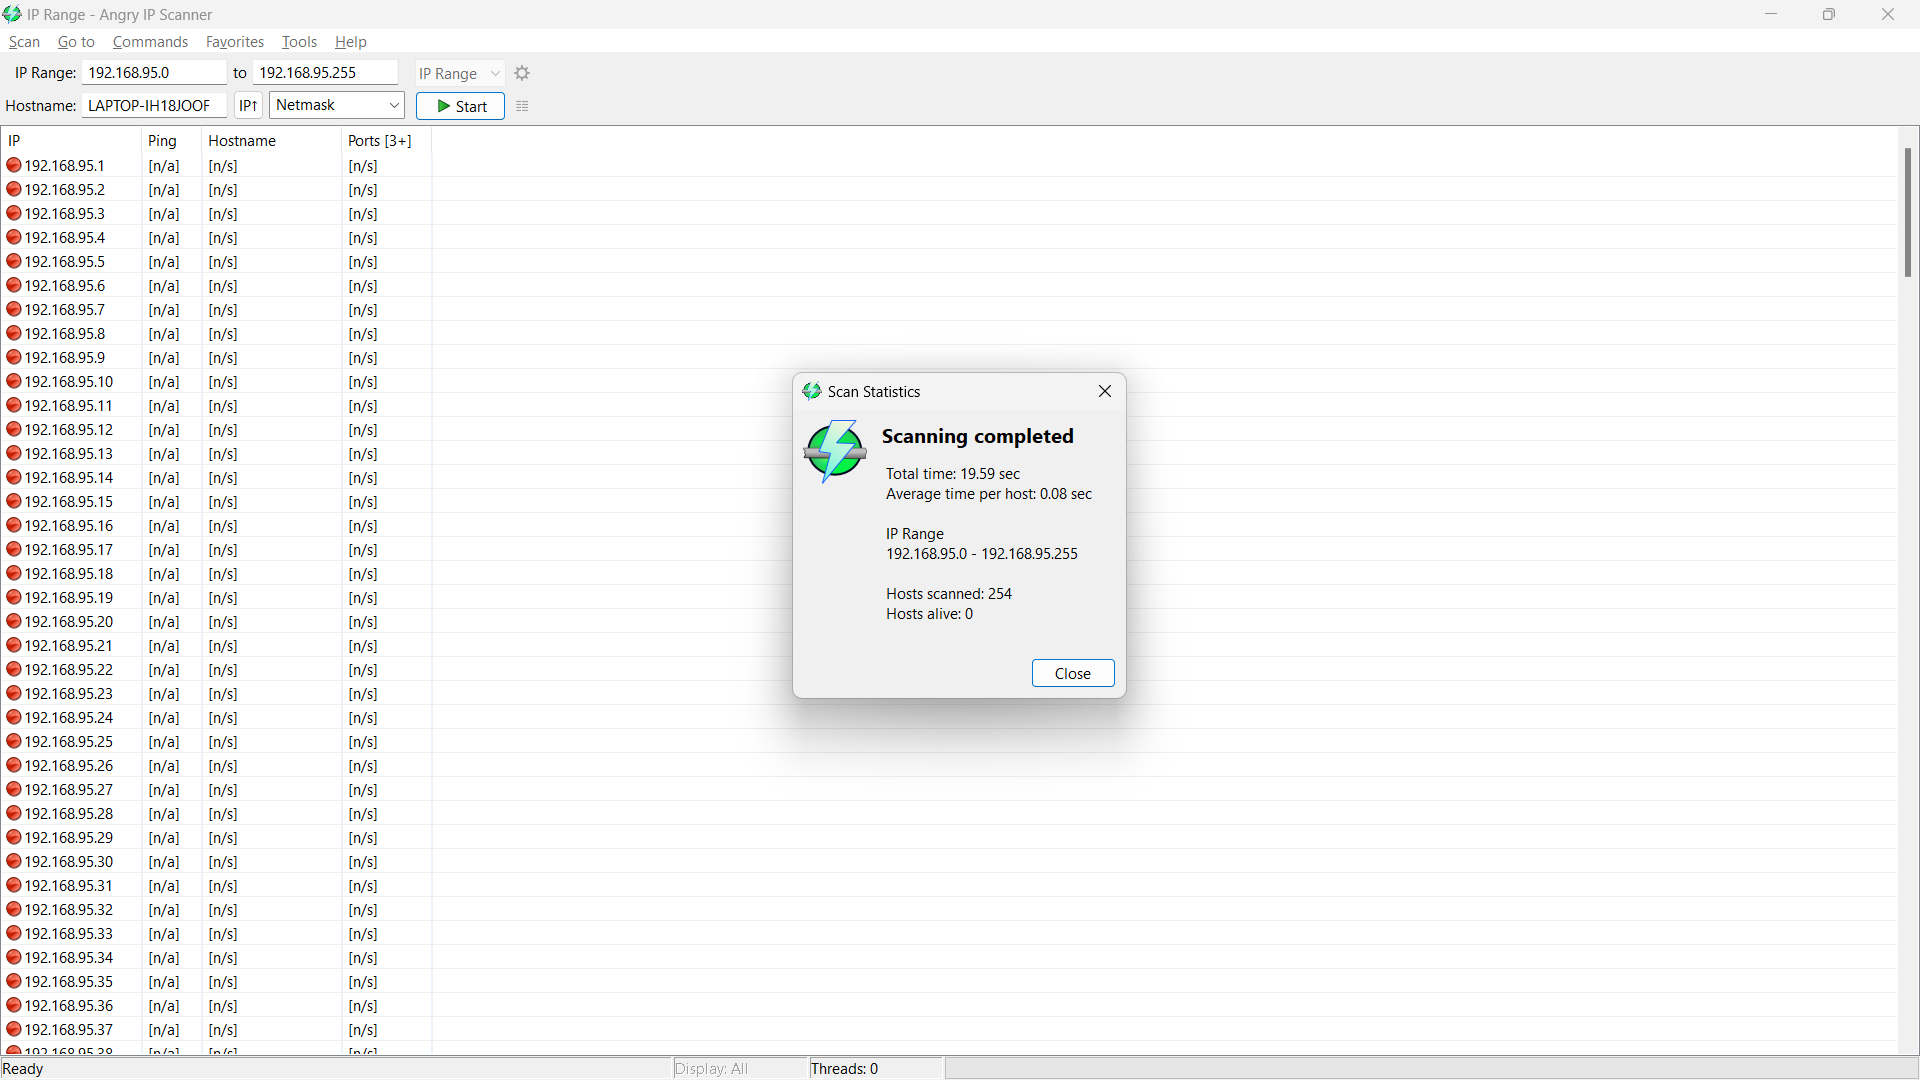 IP Range - Angry IP Scanner
Scan Go to Commands Favorites Tools Help
IP Range: 192.168.95.0 to 192.168.95.255 IP Range
Hostname: LAPTOP-IH18JOOF IP↑ Netmask Start
IP Ping Hostname Ports [3+]
192.168.95.1 [n/a] [n/s] [n/s]
192.168.95.2 [n/a] [n/s] [n/s]
192.168.95.3 [n/a] [n/s] [n/s]
192.168.95.4 [n/a] [n/s] [n/s]
192.168.95.5 [n/a] [n/s] [n/s]
192.168.95.6 [n/a] [n/s] [n/s]
192.168.95.7 [n/a] [n/s] [n/s]
192.168.95.8 [n/a] [n/s] [n/s]
192.168.95.9 [n/a] [n/s] [n/s]
192.168.95.10 [n/a] [n/s] [n/s]
192.168.95.11 [n/a] [n/s] [n/s]
192.168.95.12 [n/a] [n/s] [n/s]
192.168.95.13 [n/a] [n/s] [n/s]
192.168.95.14 [n/a] [n/s] [n/s]
192.168.95.15 [n/a] [n/s] [n/s]
192.168.95.16 [n/a] [n/s] [n/s]
192.168.95.17 [n/a] [n/s] [n/s]
192.168.95.18 [n/a] [n/s] [n/s]
192.168.95.19 [n/a] [n/s] [n/s]
192.168.95.20 [n/a] [n/s] [n/s]
192.168.95.21 [n/a] [n/s] [n/s]
192.168.95.22 [n/a] [n/s] [n/s]
192.168.95.23 [n/a] [n/s] [n/s]
192.168.95.24 [n/a] [n/s] [n/s]
192.168.95.25 [n/a] [n/s] [n/s]
192.168.95.26 [n/a] [n/s] [n/s]
192.168.95.27 [n/a] [n/s] [n/s]
192.168.95.28 [n/a] [n/s] [n/s]
192.168.95.29 [n/a] [n/s] [n/s]
192.168.95.30 [n/a] [n/s] [n/s]
192.168.95.31 [n/a] [n/s] [n/s]
192.168.95.32 [n/a] [n/s] [n/s]
192.168.95.33 [n/a] [n/s] [n/s]
192.168.95.34 [n/a] [n/s] [n/s]
192.168.95.35 [n/a] [n/s] [n/s]
192.168.95.36 [n/a] [n/s] [n/s]
192.168.95.37 [n/a] [n/s] [n/s]
192.168.95.38 [n/a] [n/s] [n/s]
Scan Statistics
Scanning completed
Total time: 19.59 sec
Average time per host: 0.08 sec
IP Range
192.168.95.0 - 192.168.95.255
Hosts scanned: 254
Hosts alive: 0
Close
Ready Display: All Threads: 0